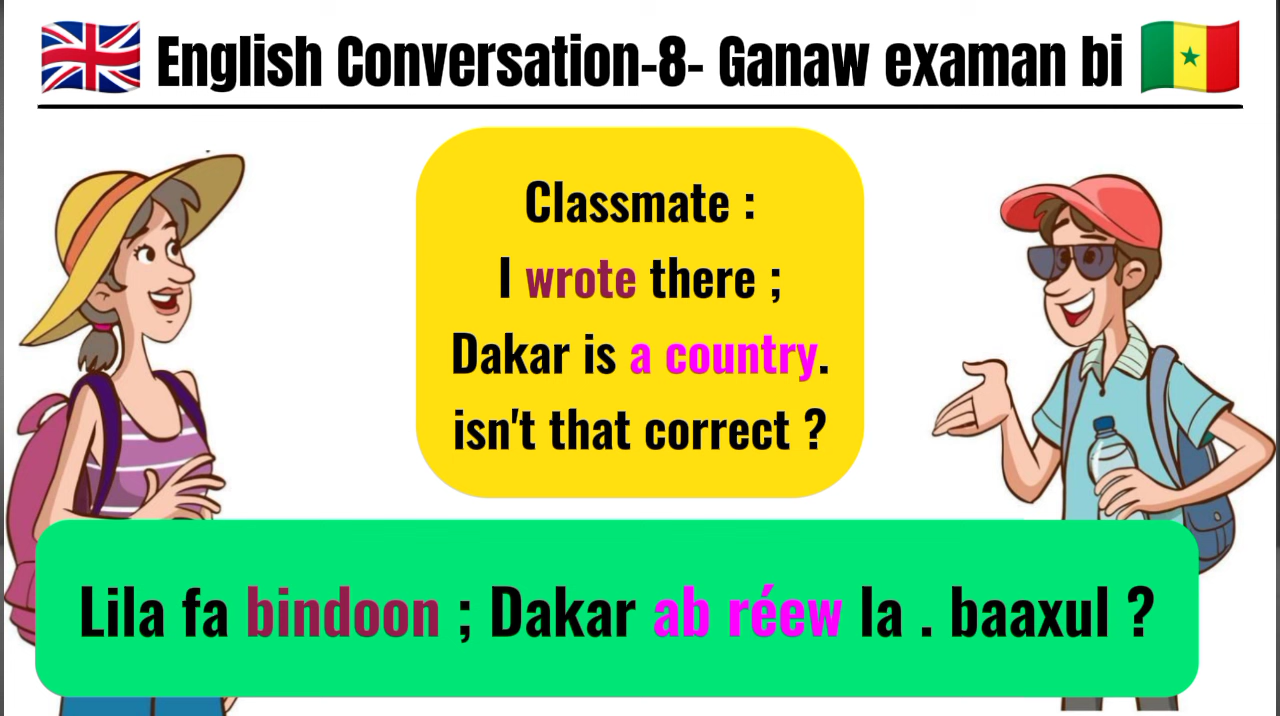 English Conversation-8- Ganaw examan bi
Classmate :
I wrote there ;
Dakar is a country.
isn't that correct ?
Lila fa bindoon ; Dakar ab réew la . baaxul ?